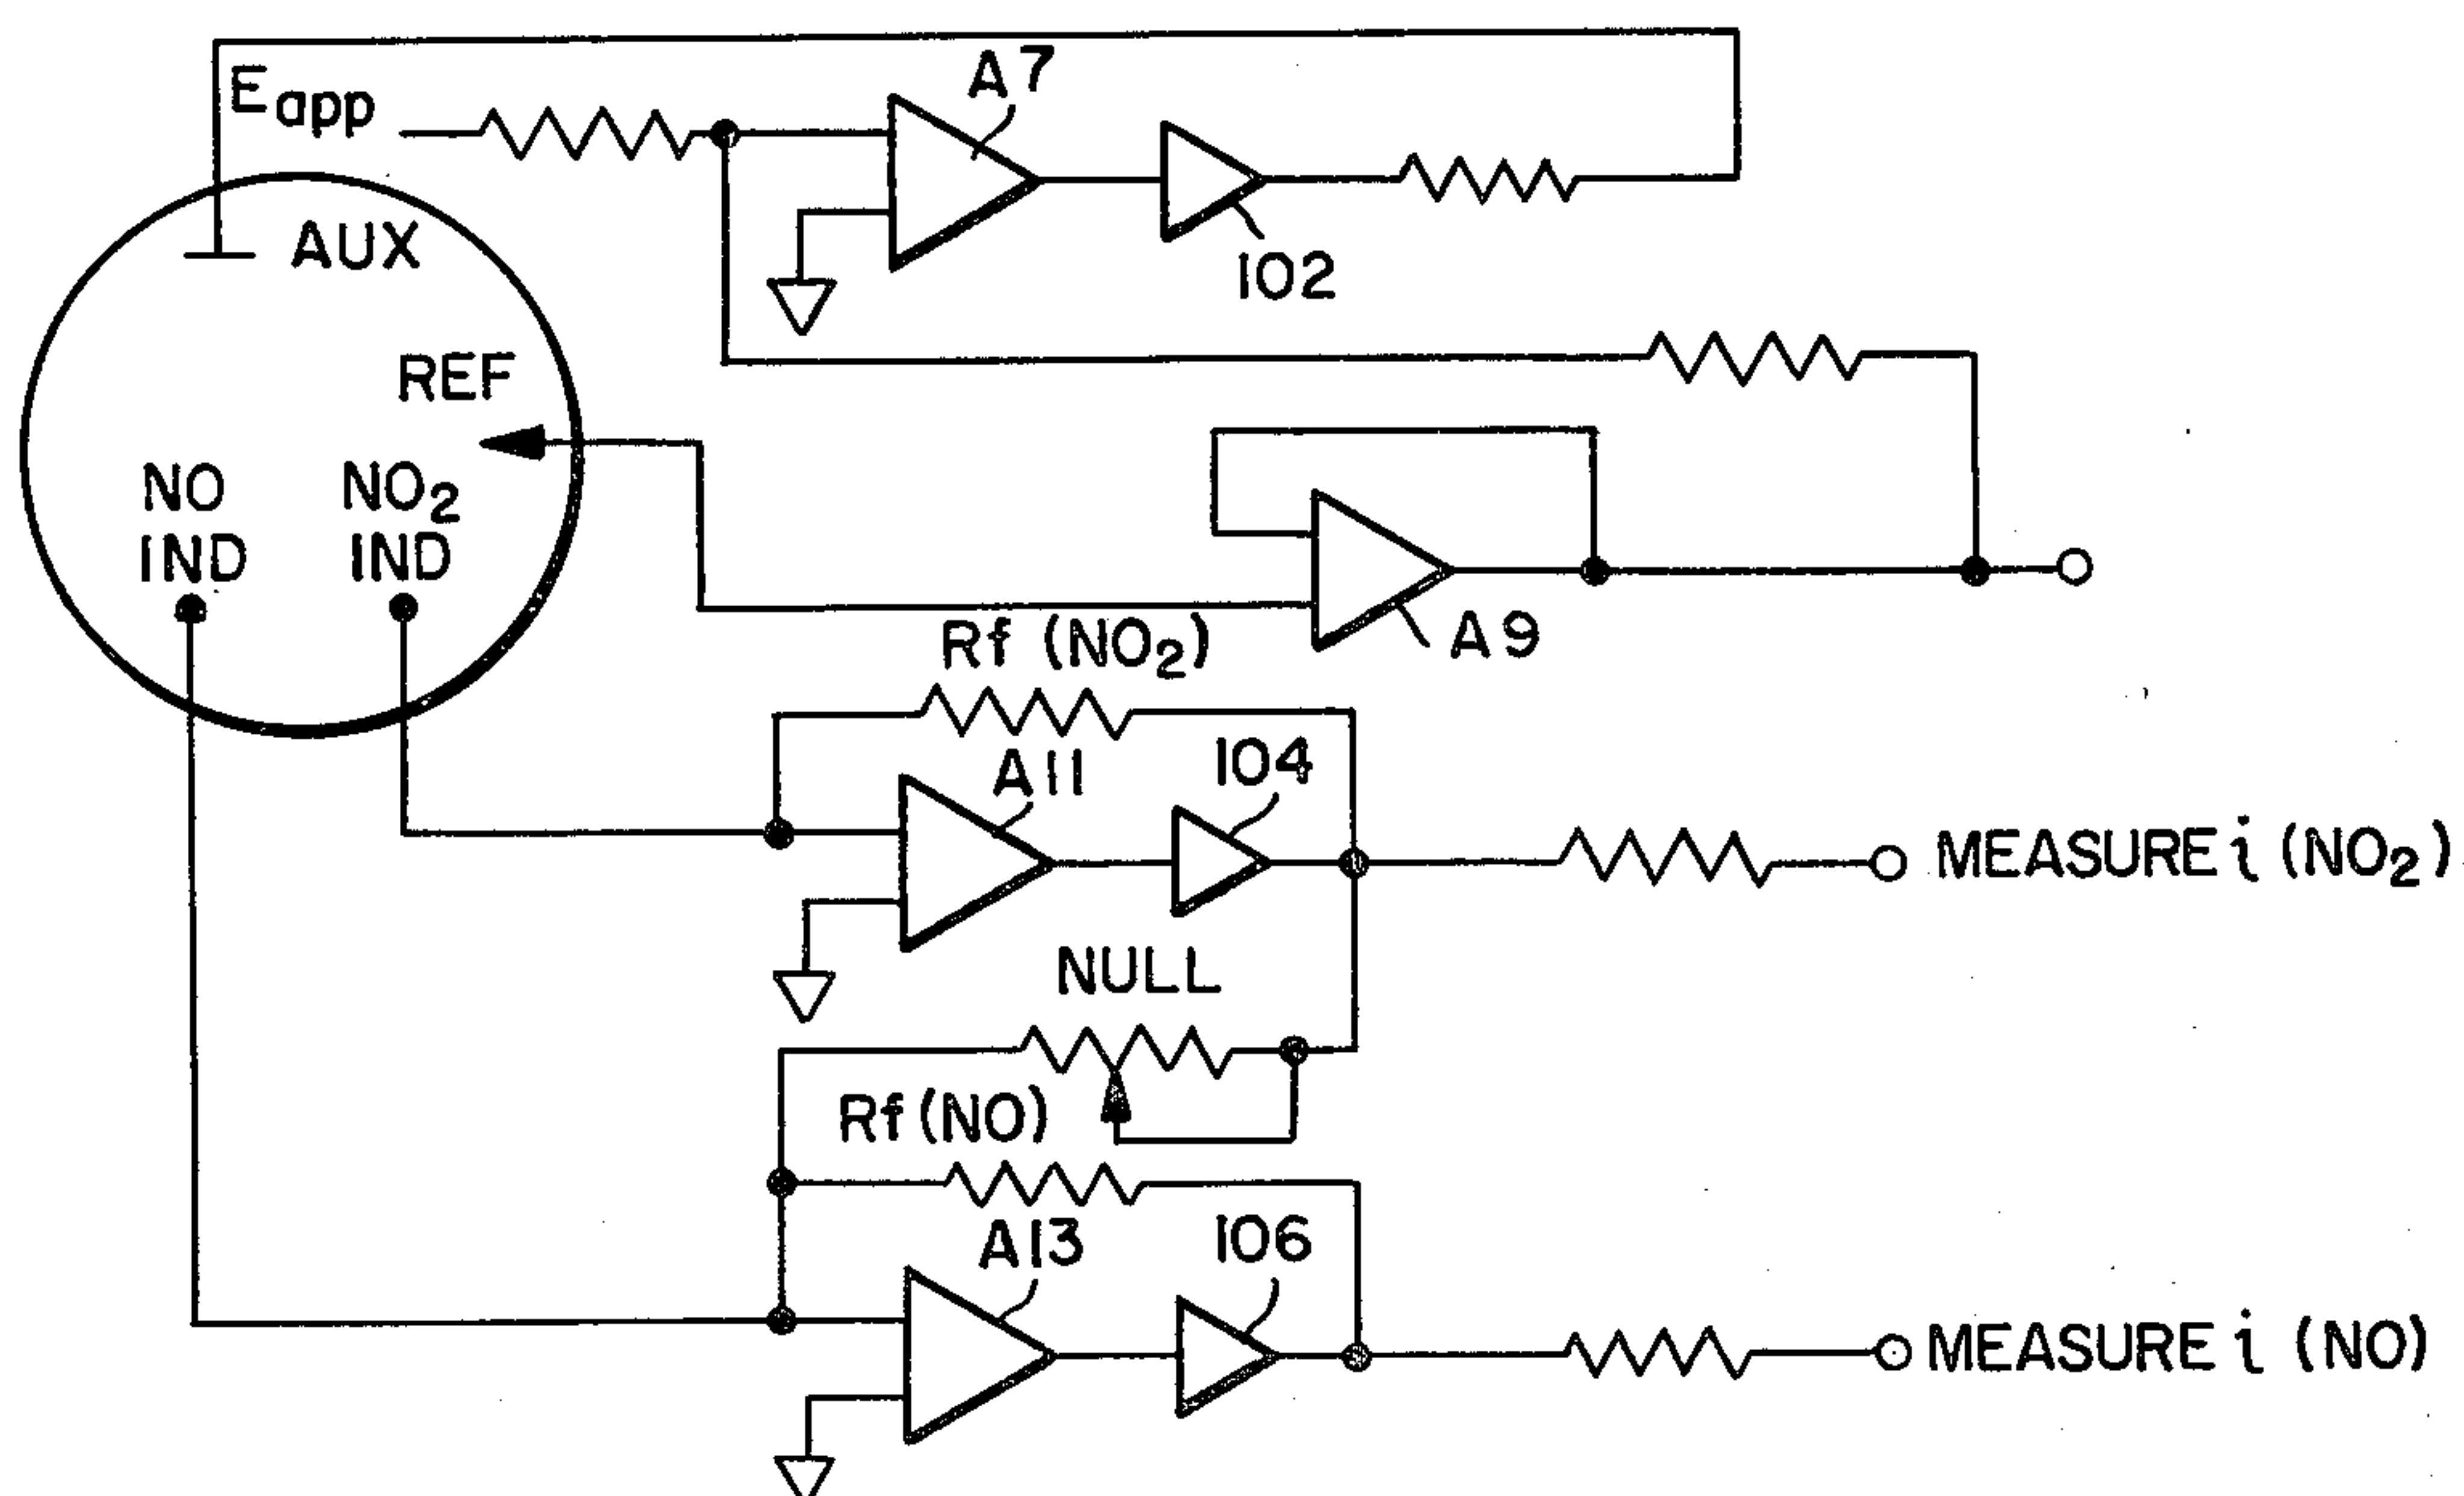 A7
Eapp
AUX
102
REF
NO
IND
NO2
IND
A9
Rf (NO2)
A11
104
MEASURE i (NO2)
NULL
Rf (NO)
A13
106
MEASURE i (NO)